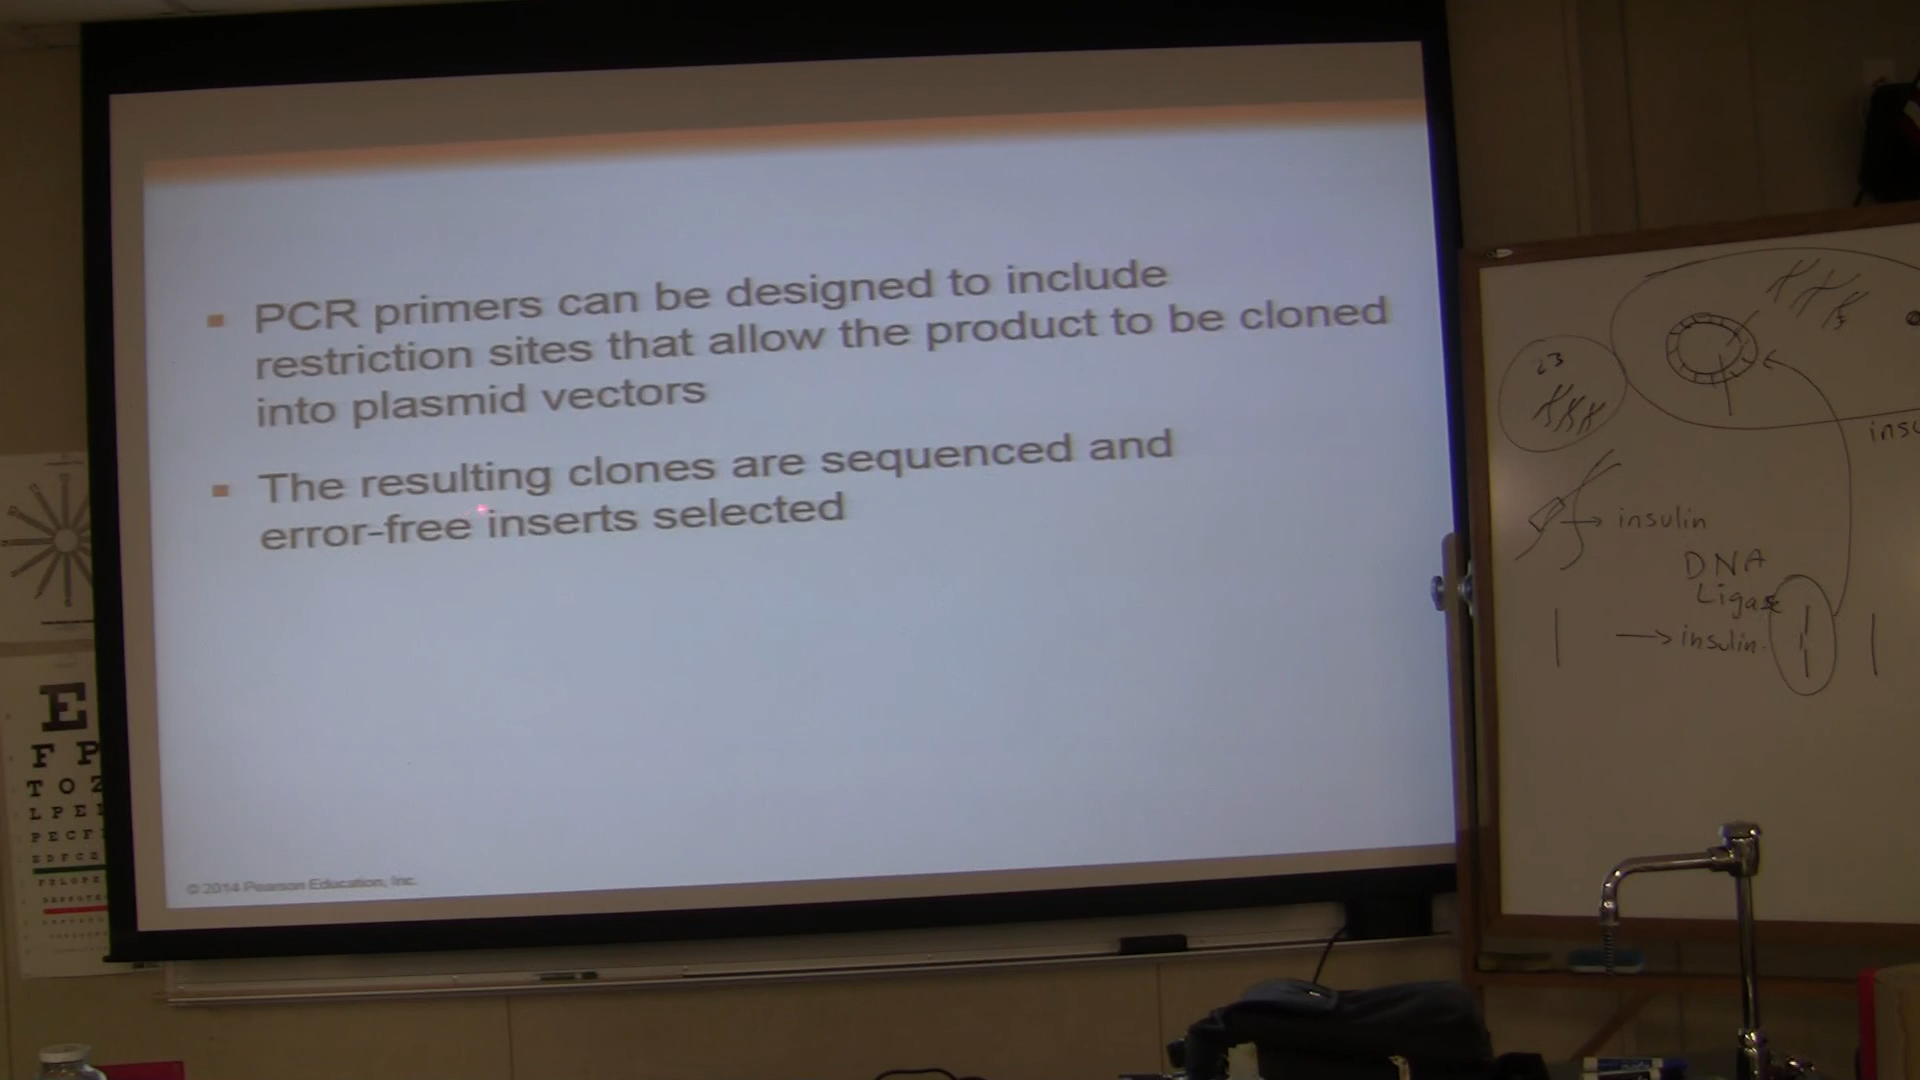 PCR primers can be designed to include
restriction sites that allow the product to be cloned
into plasmid vectors
The resulting clones are sequenced and
error-free inserts selected
© 2014 Pearson Education, Inc.
23
insulin
DNA
Ligase
insulin
E
F P
T O Z
L P E
P E C F
E D F C Z
F E L O P Z